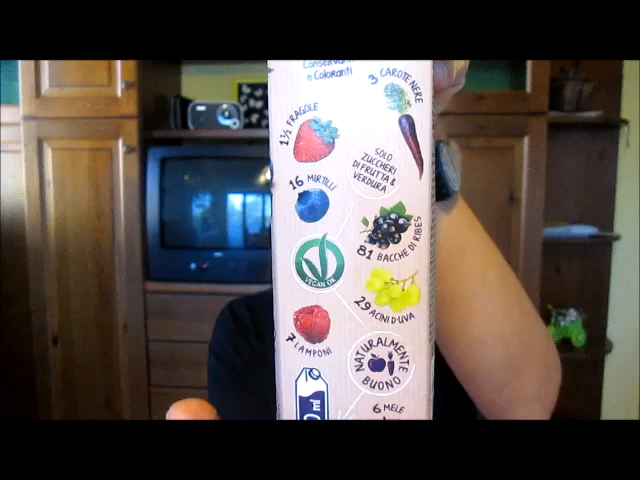 Conservanti
e Coloranti
3 CAROTE NERE
1½ FRAGOLE
SOLO
ZUCCHERI
DI FRUTTA &
VERDURA
16 MIRTILLI
81 BACCHE DI RIBES
VEGAN OK
29 ACINI D'UVA
7 LAMPONI
NATURALMENTE
BUONO
ml
6 MELE